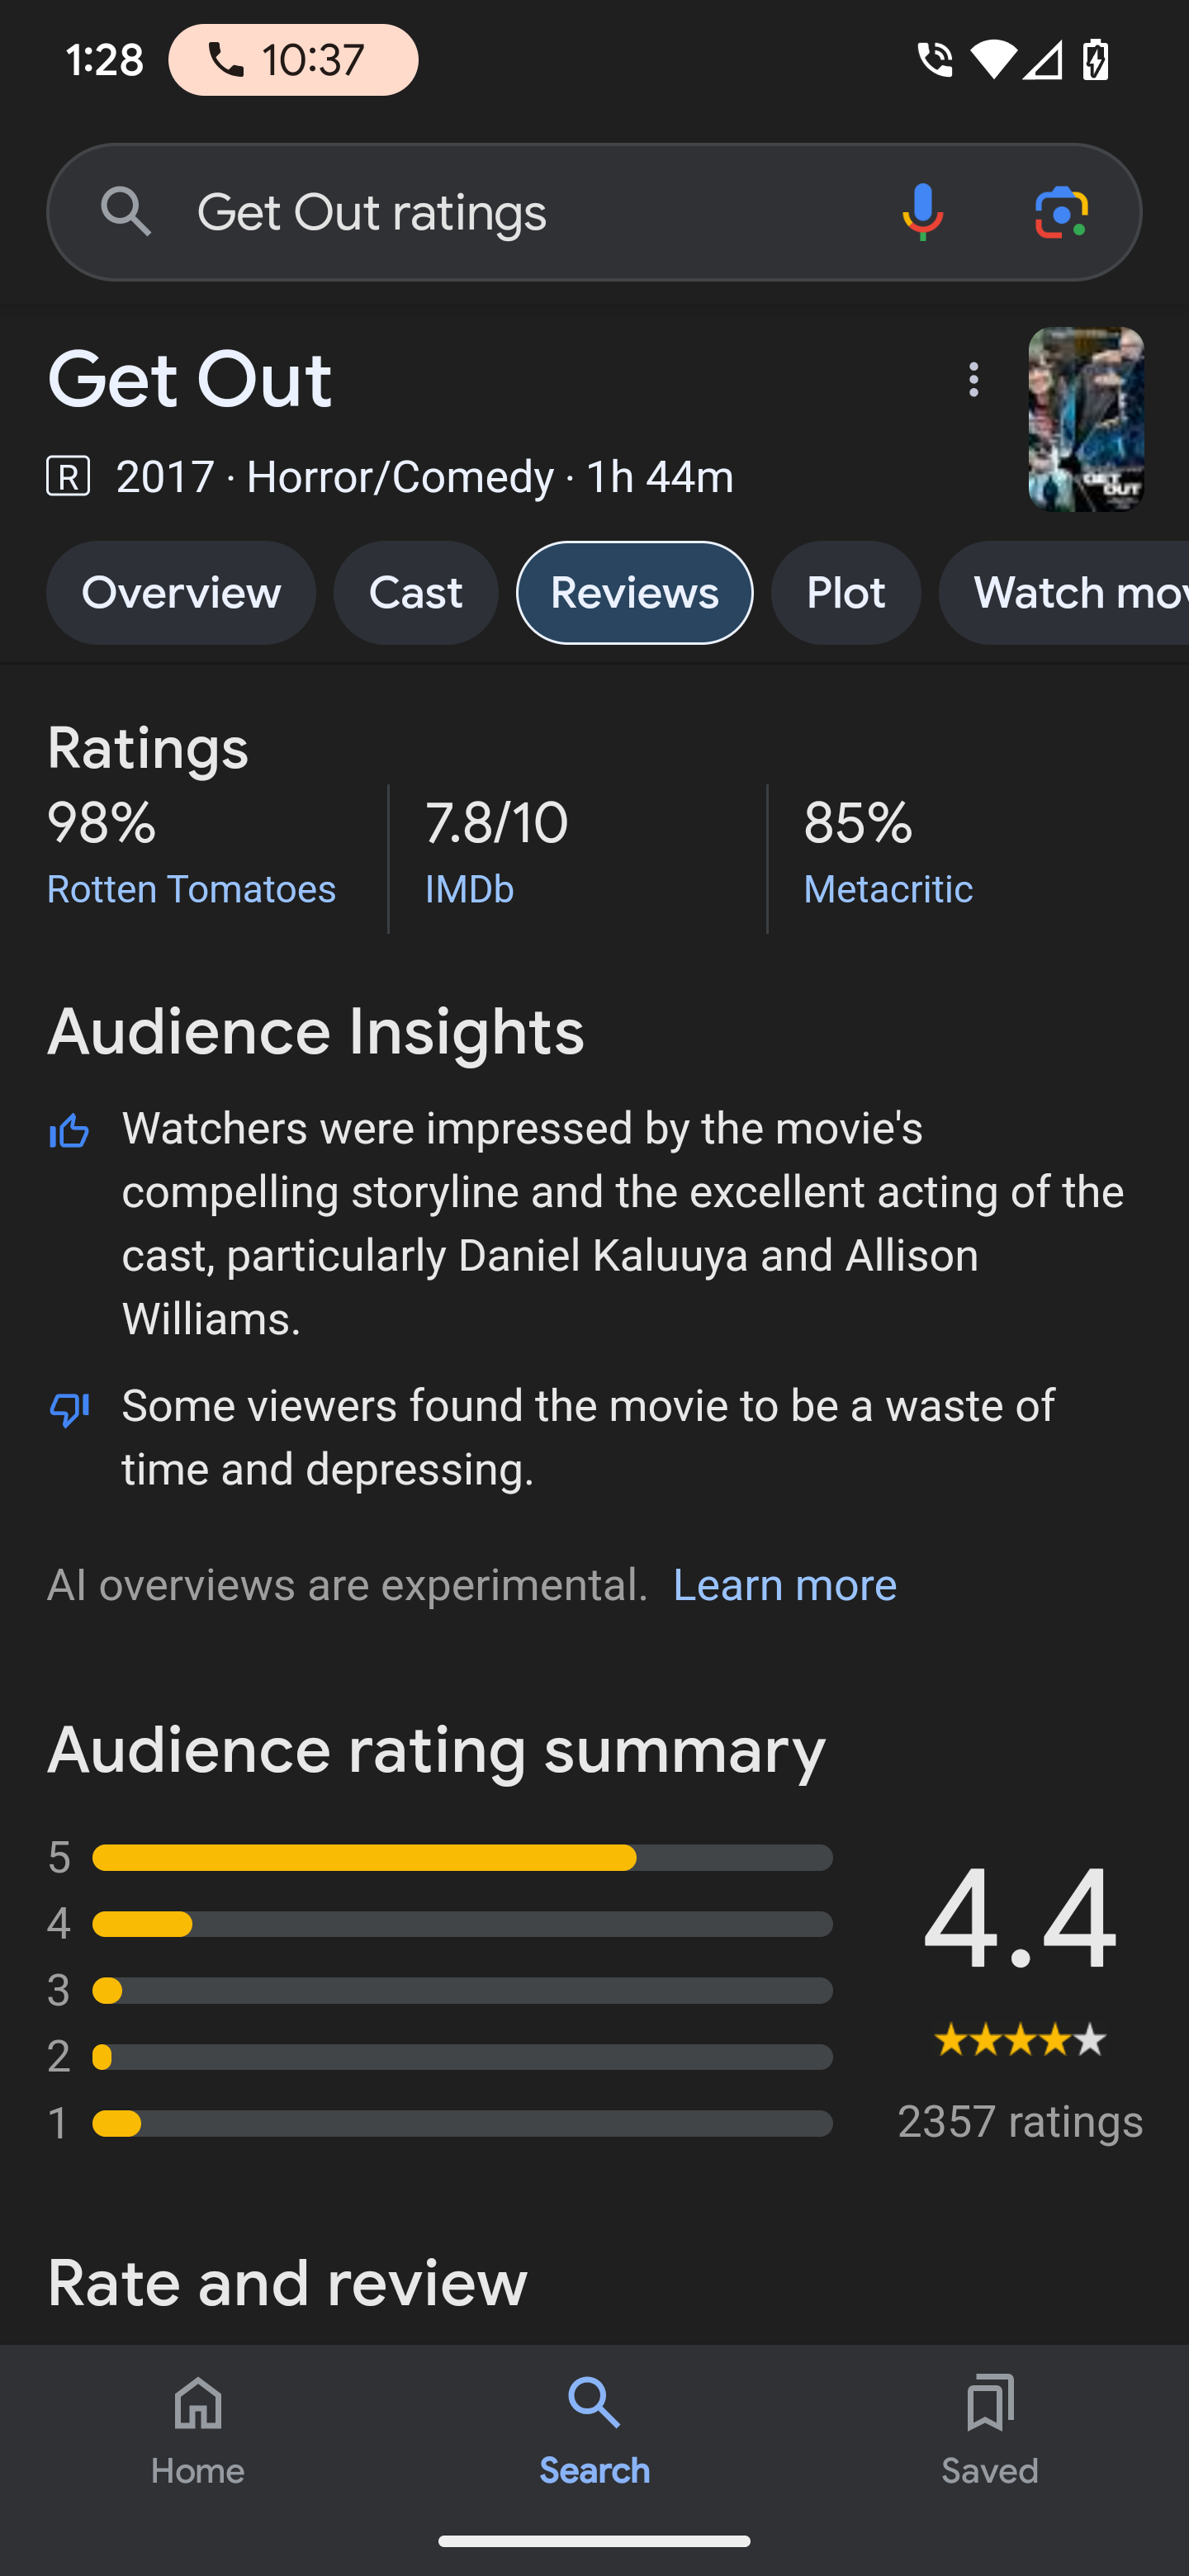 1:28 10:37
Get Out ratings
Get Out
R 2017 · Horror/Comedy · 1h 44m
GET OUT
Overview Cast Reviews Plot Watch mov
Ratings
98% 7.8/10 85%
Rotten Tomatoes IMDb Metacritic
Audience Insights
Watchers were impressed by the movie's
compelling storyline and the excellent acting of the
cast, particularly Daniel Kaluuya and Allison
Williams.
Some viewers found the movie to be a waste of
time and depressing.
AI overviews are experimental. Learn more
Audience rating summary
5
4
3
2
1
4.4
2357 ratings
Rate and review
Home Search Saved